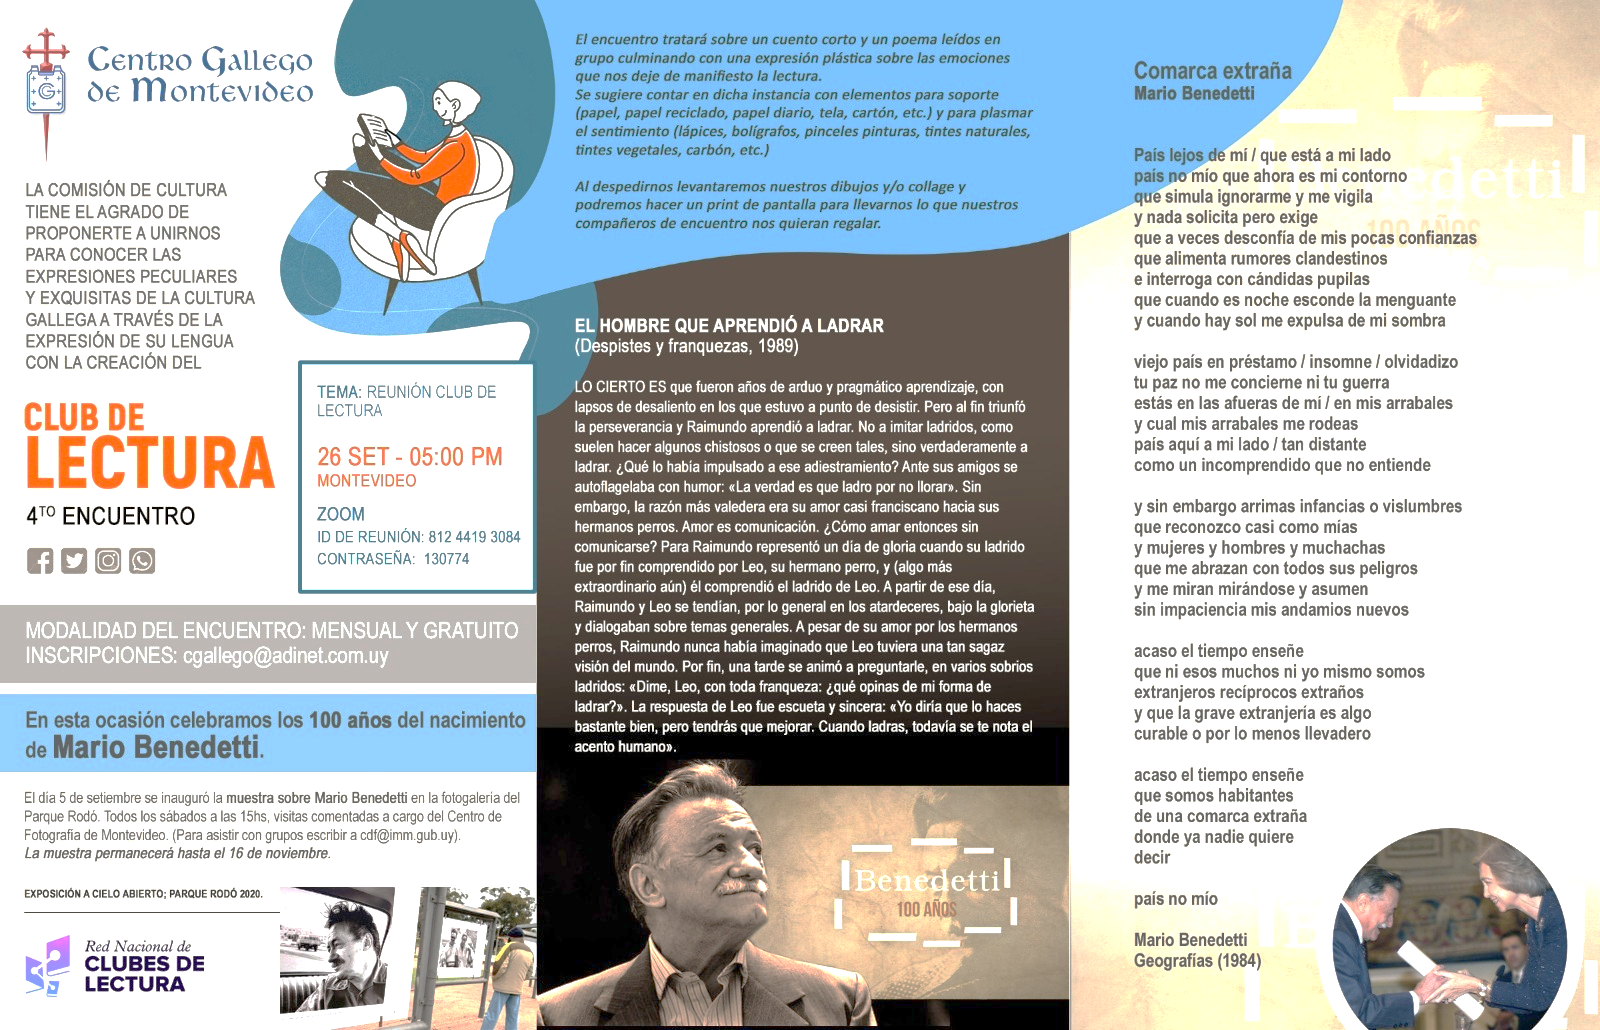 Centro Gallego
de Montevideo
LA COMISIÓN DE CULTURA
TIENE EL AGRADO DE
PROPONERTE A UNIRNOS
PARA CONOCER LAS
EXPRESIONES PECULIARES
Y EXQUISITAS DE LA CULTURA
GALLEGA A TRAVÉS DE LA
EXPRESIÓN DE SU LENGUA
CON LA CREACIÓN DEL
CLUB DE
LECTURA
4TO ENCUENTRO
TEMA: REUNIÓN CLUB DE
LECTURA
26 SET - 05:00 PM
MONTEVIDEO
ZOOM
ID DE REUNIÓN: 812 4419 3084
CONTRASEÑA: 130774
MODALIDAD DEL ENCUENTRO: MENSUAL Y GRATUITO
INSCRIPCIONES: cgallego@adinet.com.uy
En esta ocasión celebramos los 100 años del nacimiento
de Mario Benedetti.
El día 5 de setiembre se inauguró la muestra sobre Mario Benedetti en la fotogalería del
Parque Rodó. Todos los sábados a las 15hs, visitas comentadas a cargo del Centro de
Fotografía de Montevideo. (Para asistir con grupos escribir a cdf@imm.gub.uy).
La muestra permanecerá hasta el 16 de noviembre.
EXPOSICIÓN A CIELO ABIERTO; PARQUE RODÓ 2020.
Red Nacional de
CLUBES DE
LECTURA
El encuentro tratará sobre un cuento corto y un poema leídos en
grupo culminando con una expresión plástica sobre las emociones
que nos deje de manifiesto la lectura.
Se sugiere contar en dicha instancia con elementos para soporte
(papel, papel reciclado, papel diario, tela, cartón, etc.) y para plasmar
el sentimiento (lápices, bolígrafos, pinceles pinturas, tintes naturales,
tintes vegetales, carbón, etc.)
Al despedirnos levantaremos nuestros dibujos y/o collage y
podremos hacer un print de pantalla para llevarnos lo que nuestros
compañeros de encuentro nos quieran regalar.
EL HOMBRE QUE APRENDIÓ A LADRAR
(Despistes y franquezas, 1989)
LO CIERTO ES que fueron años de arduo y pragmático aprendizaje, con
lapsos de desaliento en los que estuvo a punto de desistir. Pero al fin triunfó
la perseverancia y Raimundo aprendió a ladrar. No a imitar ladridos, como
suelen hacer algunos chistosos o que se creen tales, sino verdaderamente a
ladrar. ¿Qué lo había impulsado a ese adiestramiento? Ante sus amigos se
autoflagelaba con humor: «La verdad es que ladro por no llorar». Sin
embargo, la razón más valedera era su amor casi franciscano hacia sus
hermanos perros. Amor es comunicación. ¿Cómo amar entonces sin
comunicarse? Para Raimundo representó un día de gloria cuando su ladrido
fue por fin comprendido por Leo, su hermano perro, y (algo más
extraordinario aún) él comprendió el ladrido de Leo. A partir de ese día,
Raimundo y Leo se tendían, por lo general en los atardeceres, bajo la glorieta
y dialogaban sobre temas generales. A pesar de su amor por los hermanos
perros, Raimundo nunca había imaginado que Leo tuviera una tan sagaz
visión del mundo. Por fin, una tarde se animó a preguntarle, en varios sobrios
ladridos: «Dime, Leo, con toda franqueza: ¿qué opinas de mi forma de
ladrar?». La respuesta de Leo fue escueta y sincera: «Yo diría que lo haces
bastante bien, pero tendrás que mejorar. Cuando ladras, todavía se te nota el
acento humano».
Benedetti
100 AÑOS
Comarca extraña
Mario Benedetti
País lejos de mí / que está a mi lado
país no mío que ahora es mi contorno
que simula ignorarme y me vigila
y nada solicita pero exige
que a veces desconfía de mis pocas confianzas
que alimenta rumores clandestinos
e interroga con cándidas pupilas
que cuando es noche esconde la menguante
y cuando hay sol me expulsa de mi sombra
viejo país en préstamo / insomne / olvidadizo
tu paz no me concierne ni tu guerra
estás en las afueras de mí / en mis arrabales
y cual mis arrabales me rodeas
país aquí a mi lado / tan distante
como un incomprendido que no entiende
y sin embargo arrimas infancias o vislumbres
que reconozco casi como mías
y mujeres y hombres y muchachas
que me abrazan con todos sus peligros
y me miran mirándose y asumen
sin impaciencia mis andamios nuevos
acaso el tiempo enseñe
que ni esos muchos ni yo mismo somos
extranjeros recíprocos extraños
y que la grave extranjería es algo
curable o por lo menos llevadero
acaso el tiempo enseñe
que somos habitantes
de una comarca extraña
donde ya nadie quiere
decir
país no mío
Mario Benedetti
Geografías (1984)
Benedetti
100 AÑOS